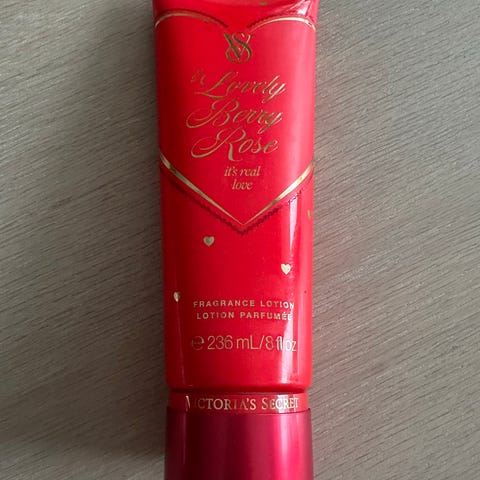 VS
Lovely
Berry
Rose
it's real
love
FRAGRANCE LOTION
LOTION PARFUMÉE
℮ 236 mL/8 fl oz
VICTORIA'S SECRET